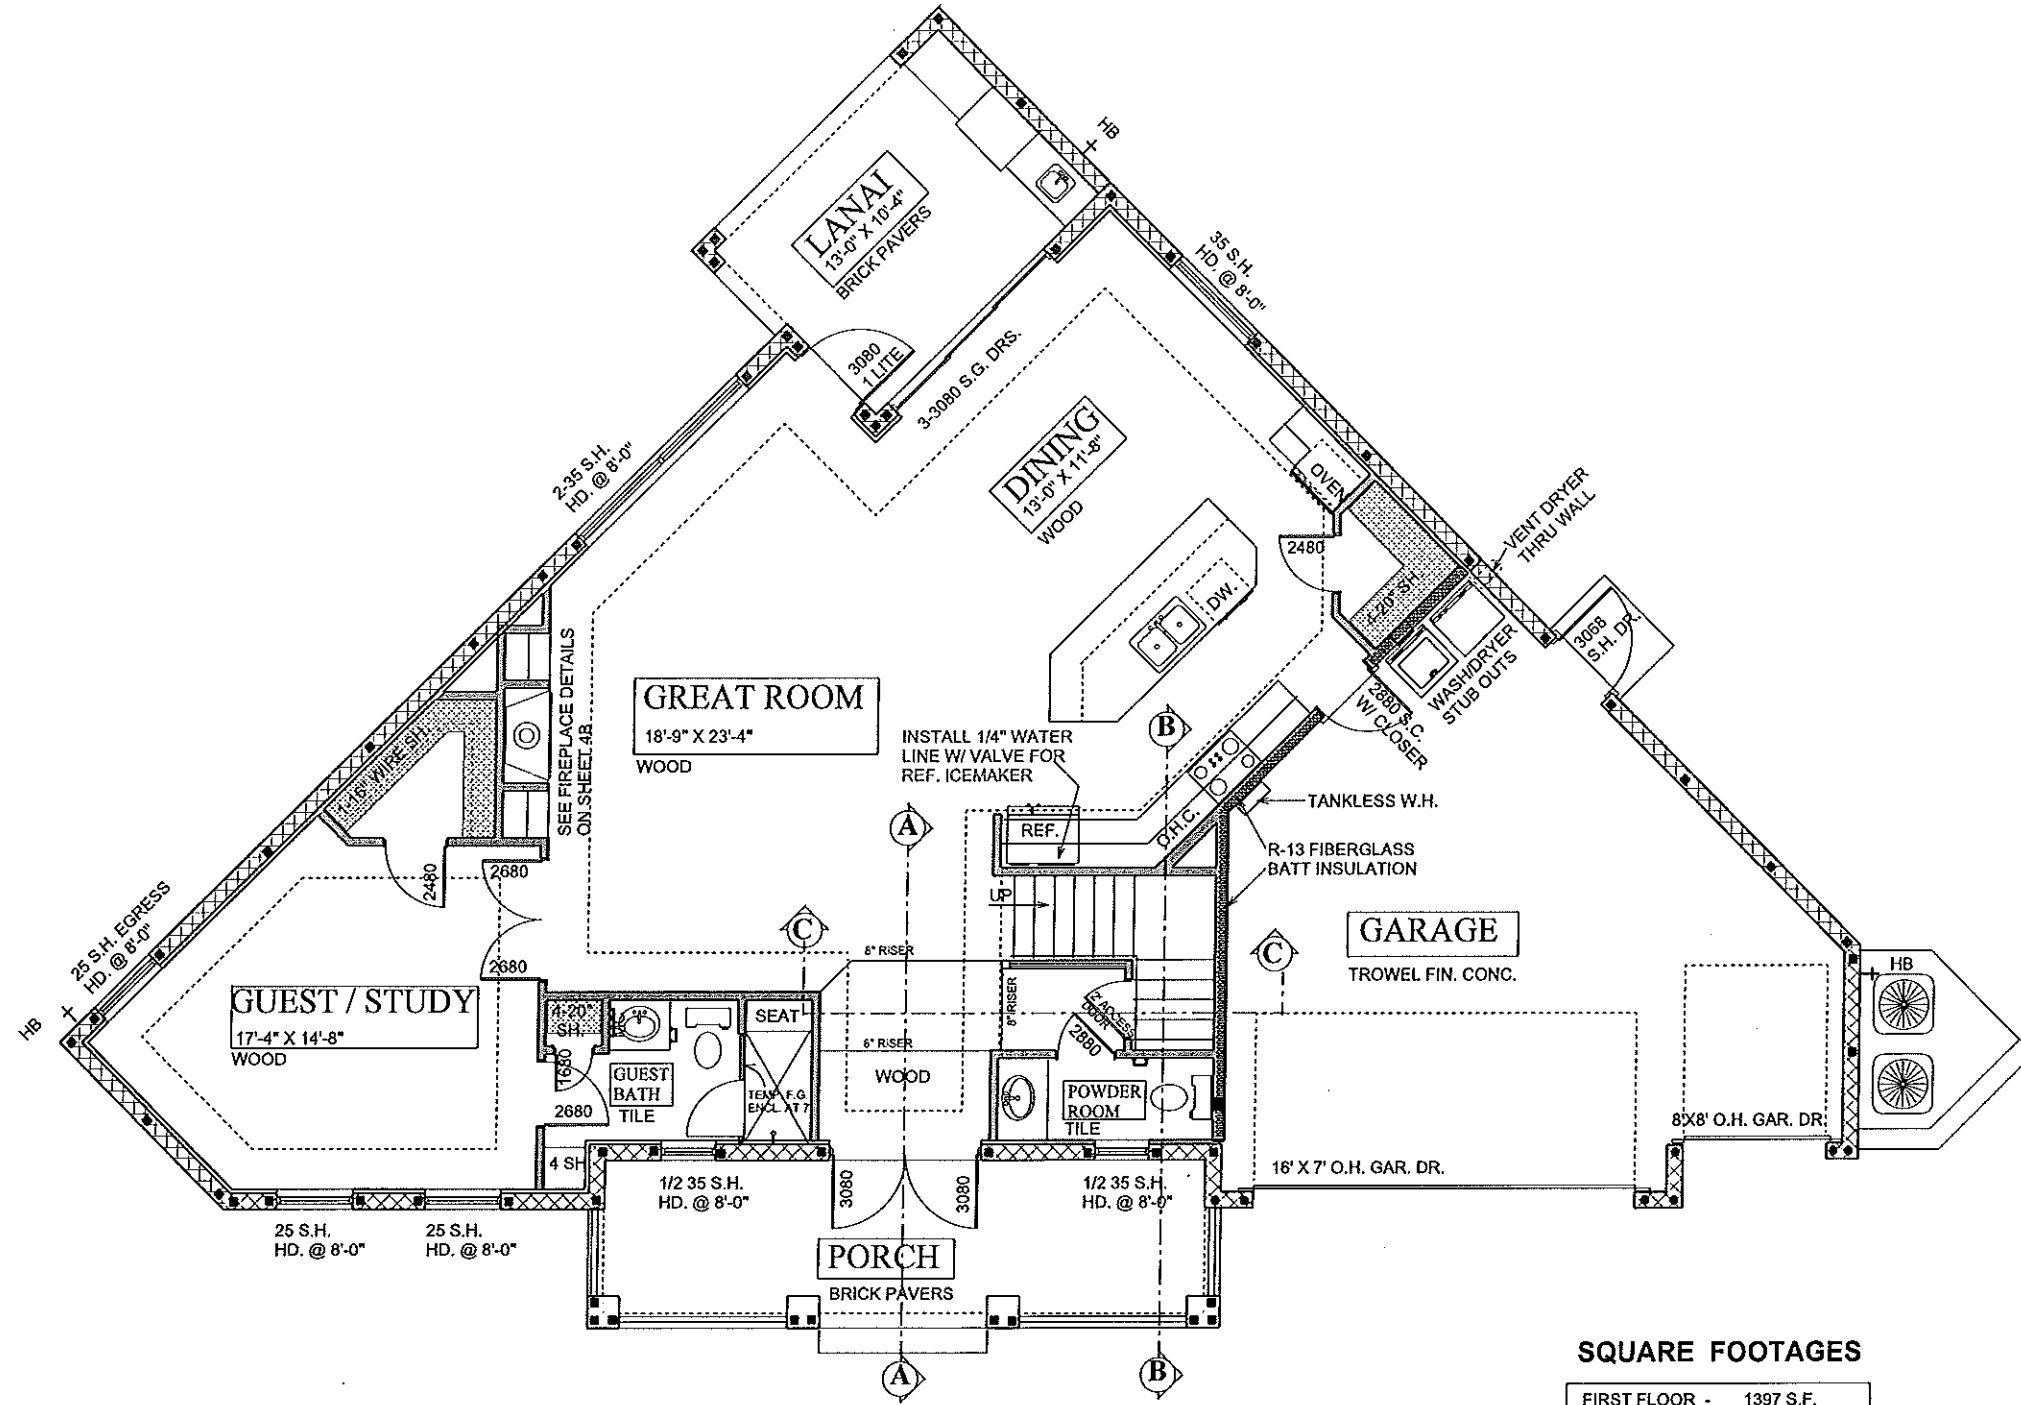 HB
LANAI
13'-0" X 10'-4"
BRICK PAVERS
35 S.H.
HD. @ 8'-0"
3080
1 LITE
3-3080 S.G. DRS.
2-35 S.H.
HD. @ 8'-0"
DINING
13'-0" X 11'-8"
WOOD
OVEN
2480
4-20" SH.
VENT DRYER
THRU WALL
DW.
3068
S.H. DR.
WASH/DRYER
STUB OUTS
2880 S.C.
W/ CLOSER
SEE FIREPLACE DETAILS
ON SHEET 4B
GREAT ROOM
18'-9" X 23'-4"
WOOD
INSTALL 1/4" WATER
LINE W/ VALVE FOR
REF. ICEMAKER
B
1-16" WIRE SH.
TANKLESS W.H.
A
REF.
O.H.C.
R-13 FIBERGLASS
BATT INSULATION
2480
2680
UP
25 S.H. EGRESS
HD. @ 8'-0"
HB
C
8" RISER
C
GARAGE
TROWEL FIN. CONC.
HB
2680
GUEST / STUDY
17'-4" X 14'-8"
WOOD
4-20"
SH.
SEAT
8" RISER
2' ACCESS
DOOR
2880
1680
GUEST
BATH
TILE
6" RISER
WOOD
POWDER
ROOM
TILE
2680
TEMP. F.G.
ENCL. AT 7'
8'X8' O.H. GAR. DR.
4 SH.
1/2 35 S.H.
HD. @ 8'-0"
3080
3080
1/2 35 S.H.
HD. @ 8'-0"
16' X 7' O.H. GAR. DR.
25 S.H.
HD. @ 8'-0"
25 S.H.
HD. @ 8'-0"
PORCH
BRICK PAVERS
A
B
SQUARE FOOTAGES
FIRST FLOOR - 1397 S.F.